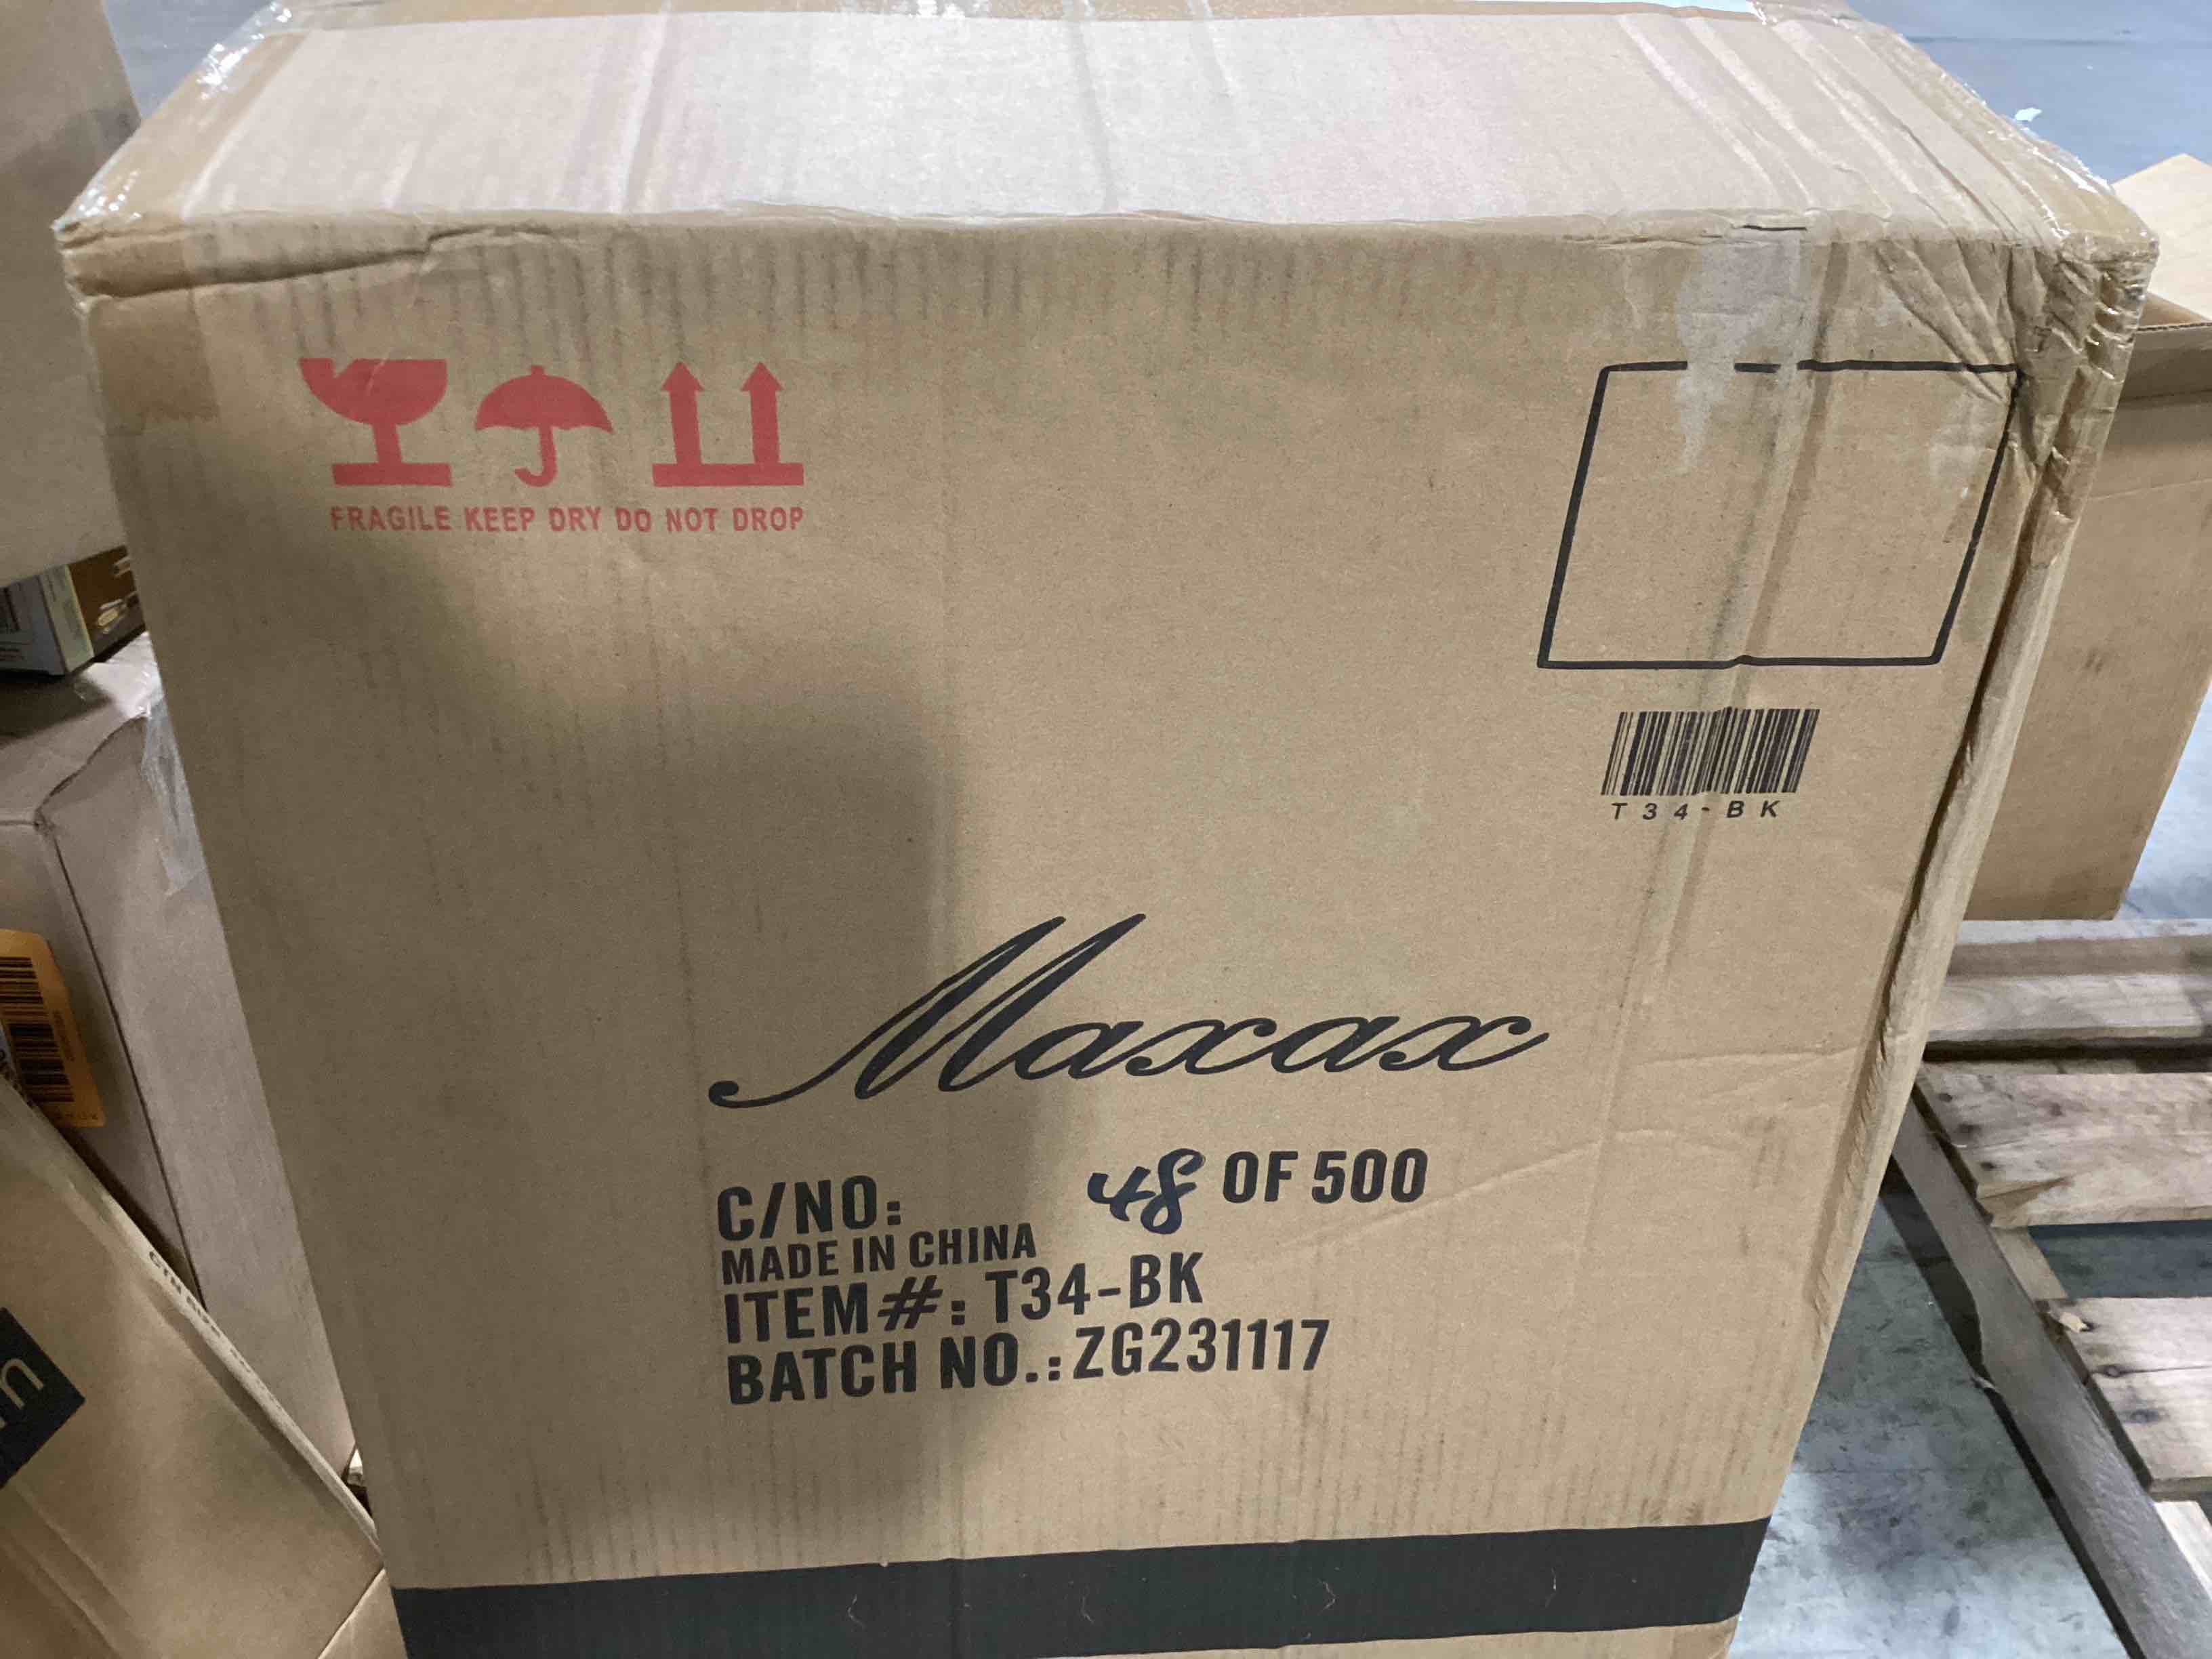 FRAGILE KEEP DRY DO NOT DROP
T34-BK
Maxax
C/NO: 48 OF 500
MADE IN CHINA
ITEM#: T34-BK
BATCH NO.: ZG231117